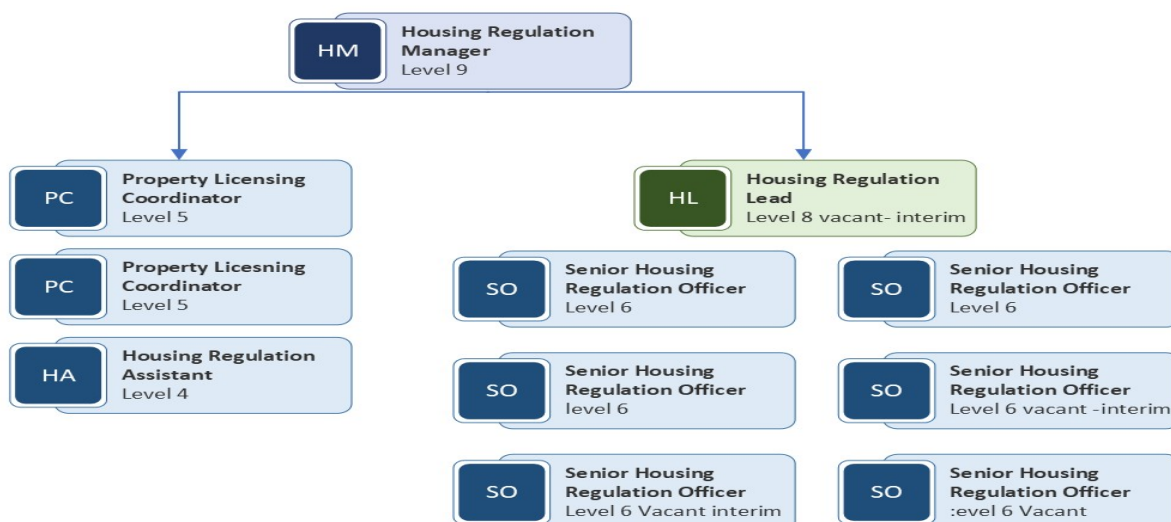 HM
Housing Regulation
Manager
Level 9
PC
Property Licensing
Coordinator
Level 5
PC
Property Licesning
Coordinator
Level 5
HA
Housing Regulation
Assistant
Level 4
HL
Housing Regulation
Lead
Level 8 vacant- interim
SO
Senior Housing
Regulation Officer
Level 6
SO
Senior Housing
Regulation Officer
Level 6
SO
Senior Housing
Regulation Officer
level 6
SO
Senior Housing
Regulation Officer
Level 6 vacant -interim
SO
Senior Housing
Regulation Officer
Level 6 Vacant interim
SO
Senior Housing
Regulation Officer
:evel 6 Vacant